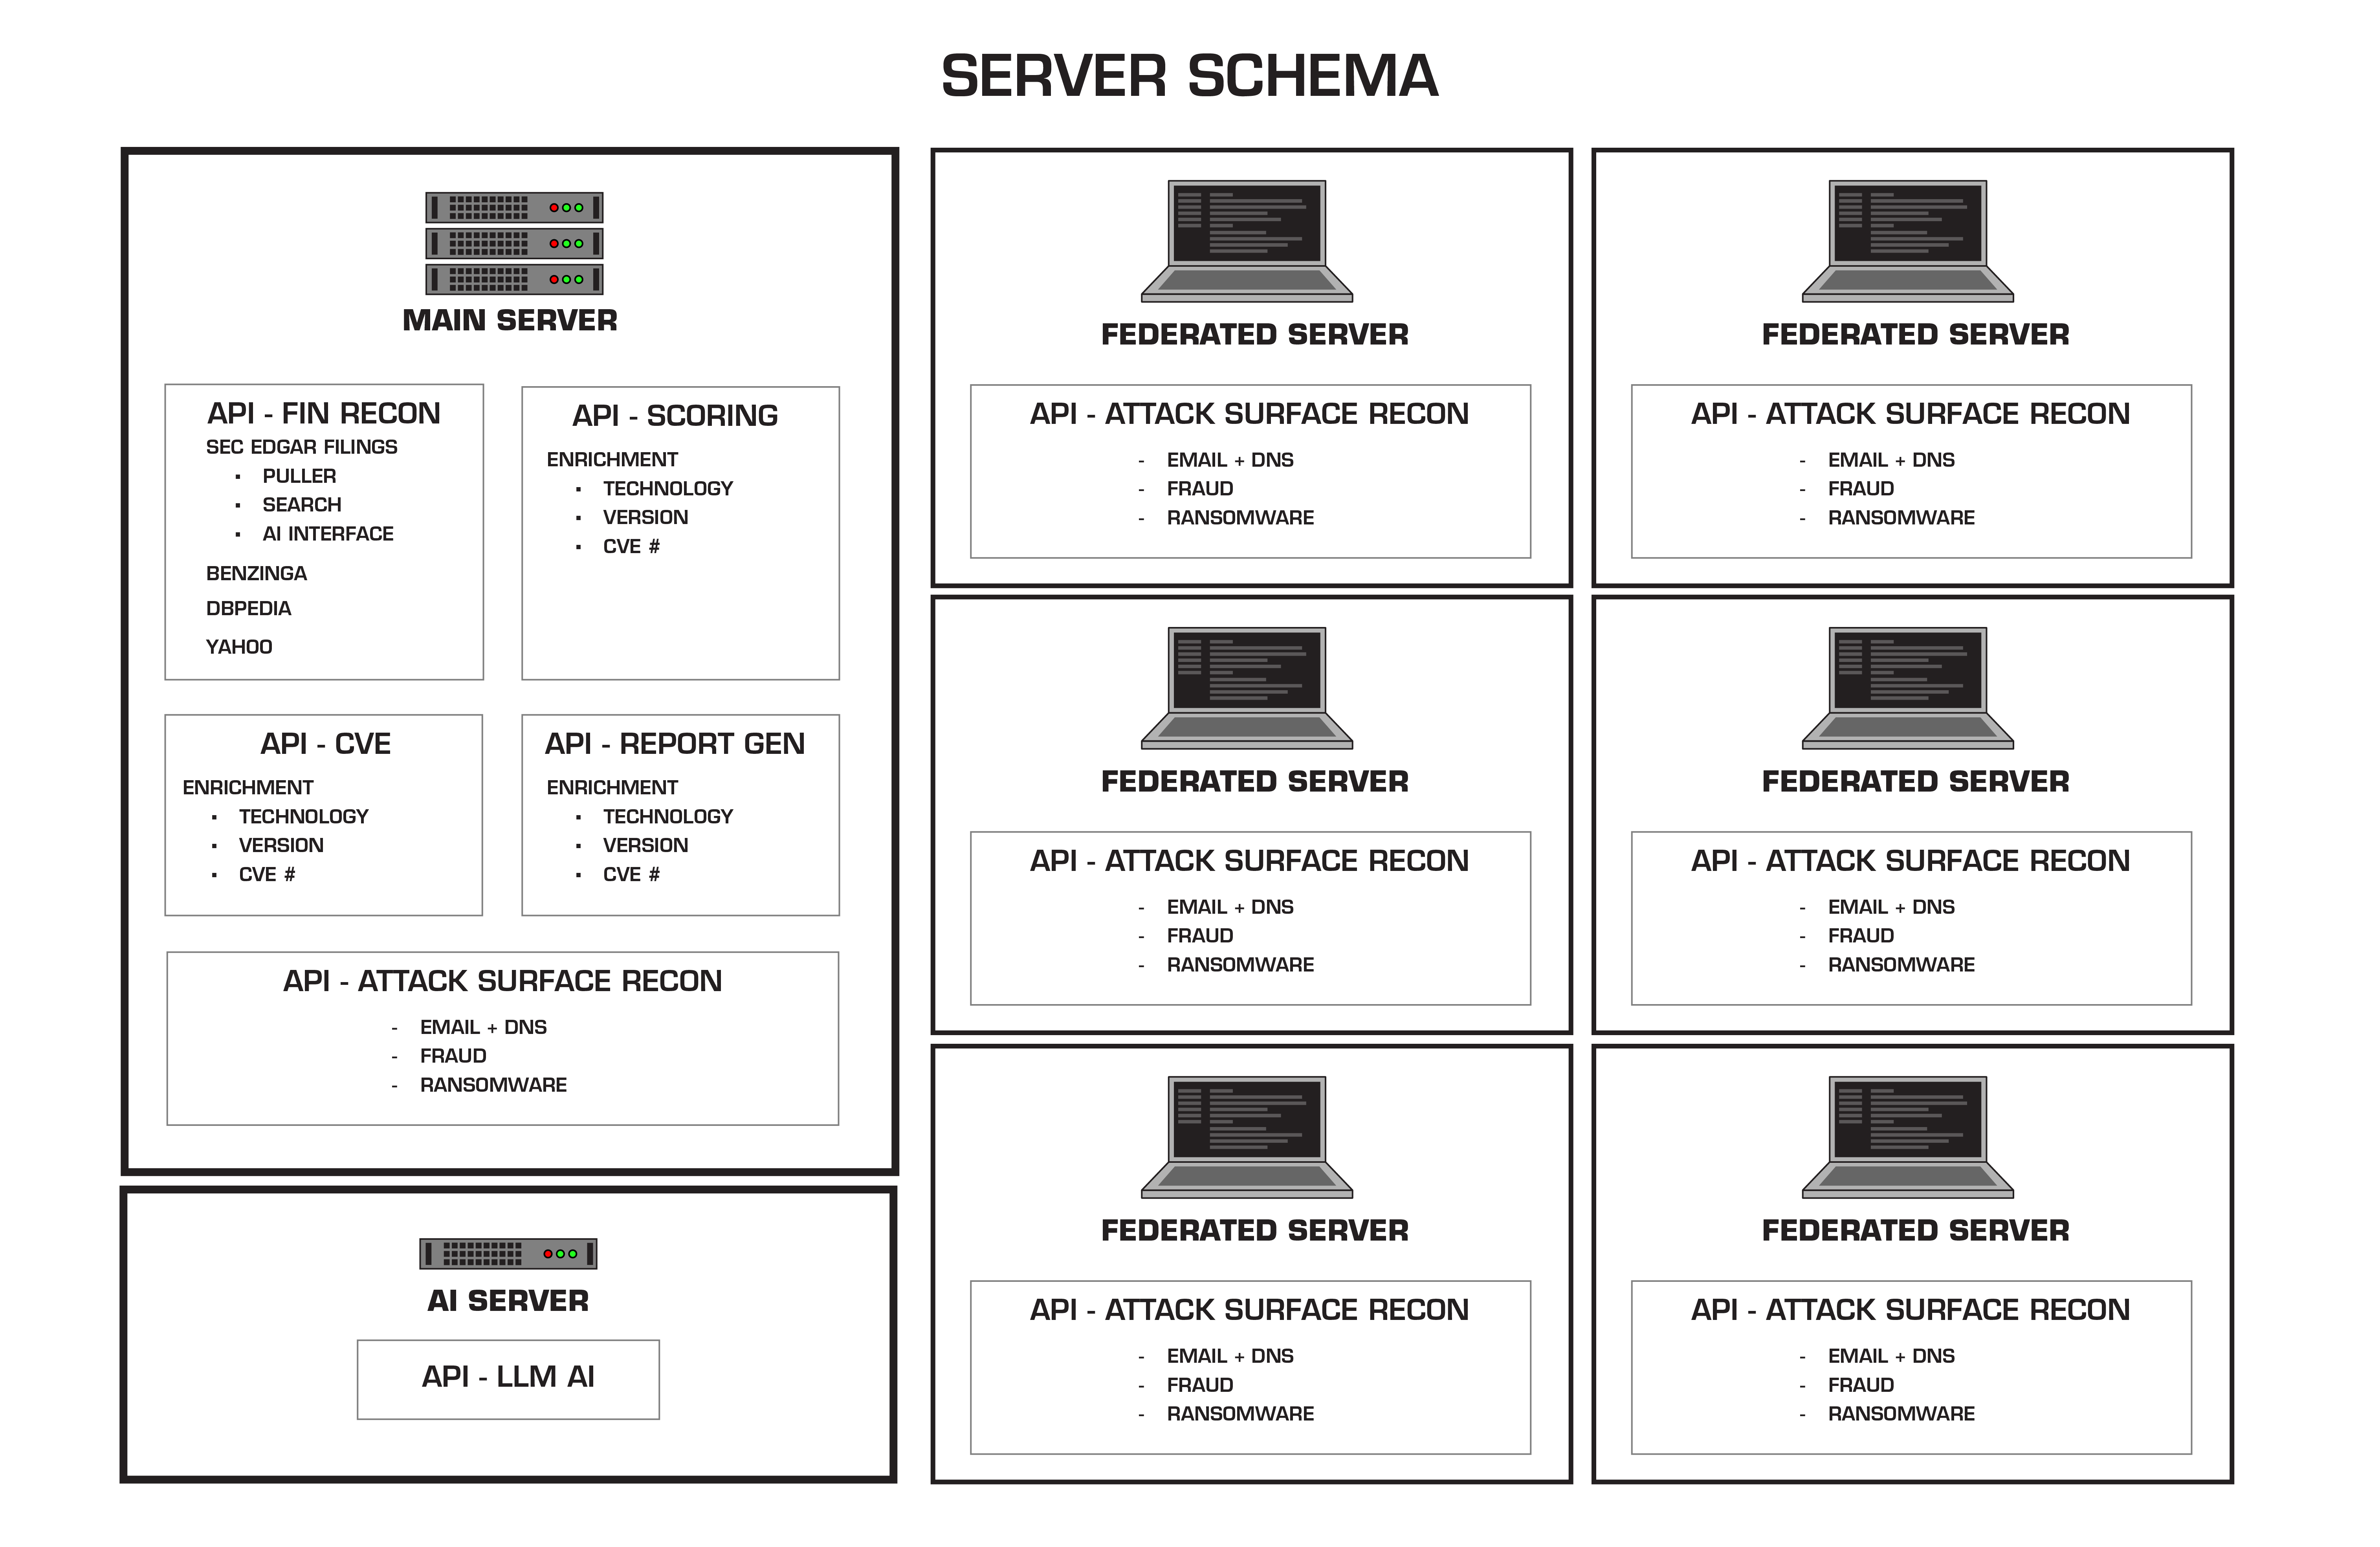 SERVER SCHEMA
MAIN SERVER
API - FIN RECON
SEC EDGAR FILINGS
▪ PULLER
▪ SEARCH
▪ AI INTERFACE
BENZINGA
DBPEDIA
YAHOO
API - SCORING
ENRICHMENT
▪ TECHNOLOGY
▪ VERSION
▪ CVE #
API - CVE
ENRICHMENT
▪ TECHNOLOGY
▪ VERSION
▪ CVE #
API - REPORT GEN
ENRICHMENT
▪ TECHNOLOGY
▪ VERSION
▪ CVE #
API - ATTACK SURFACE RECON
- EMAIL + DNS
- FRAUD
- RANSOMWARE
AI SERVER
API - LLM AI
FEDERATED SERVER
API - ATTACK SURFACE RECON
- EMAIL + DNS
- FRAUD
- RANSOMWARE
FEDERATED SERVER
API - ATTACK SURFACE RECON
- EMAIL + DNS
- FRAUD
- RANSOMWARE
FEDERATED SERVER
API - ATTACK SURFACE RECON
- EMAIL + DNS
- FRAUD
- RANSOMWARE
FEDERATED SERVER
API - ATTACK SURFACE RECON
- EMAIL + DNS
- FRAUD
- RANSOMWARE
FEDERATED SERVER
API - ATTACK SURFACE RECON
- EMAIL + DNS
- FRAUD
- RANSOMWARE
FEDERATED SERVER
API - ATTACK SURFACE RECON
- EMAIL + DNS
- FRAUD
- RANSOMWARE